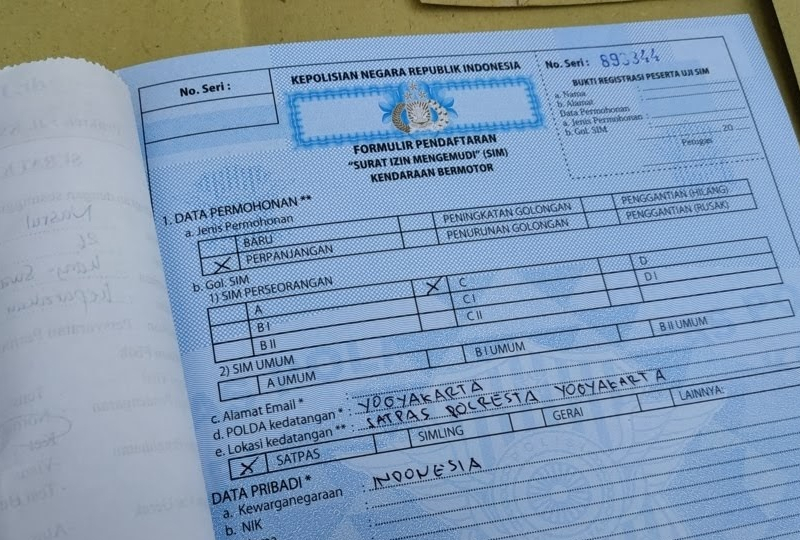 No. Seri :
KEPOLISIAN NEGARA REPUBLIK INDONESIA
FORMULIR PENDAFTARAN
"SURAT IZIN MENGEMUDI" (SIM)
KENDARAAN BERMOTOR
No. Seri :
BUKTI REGISTRASI PESERTA UJI SIM
a. Nama
b. Alamat
Data Permohonan
a. Jenis Permohonan :
b. Gol. SIM
20
Petugas
1. DATA PERMOHONAN **
a. Jenis Permohonan
BARU PENINGKATAN GOLONGAN PENGGANTIAN (HILANG)
X PERPANJANGAN PENURUNAN GOLONGAN PENGGANTIAN (RUSAK)
b. Gol. SIM
1) SIM PERSEORANGAN
A X C D
B I C I D I
B II C II
2) SIM UMUM
A UMUM B I UMUM B II UMUM
c. Alamat Email * :
d. POLDA kedatangan * : YOGYAKARTA
e. Lokasi kedatangan ** : SATPAS POLRESTA YOGYAKARTA
X SATPAS SIMLING GERAI LAINNYA:
DATA PRIBADI *
a. Kewarganegaraan : INDONESIA
b. NIK :